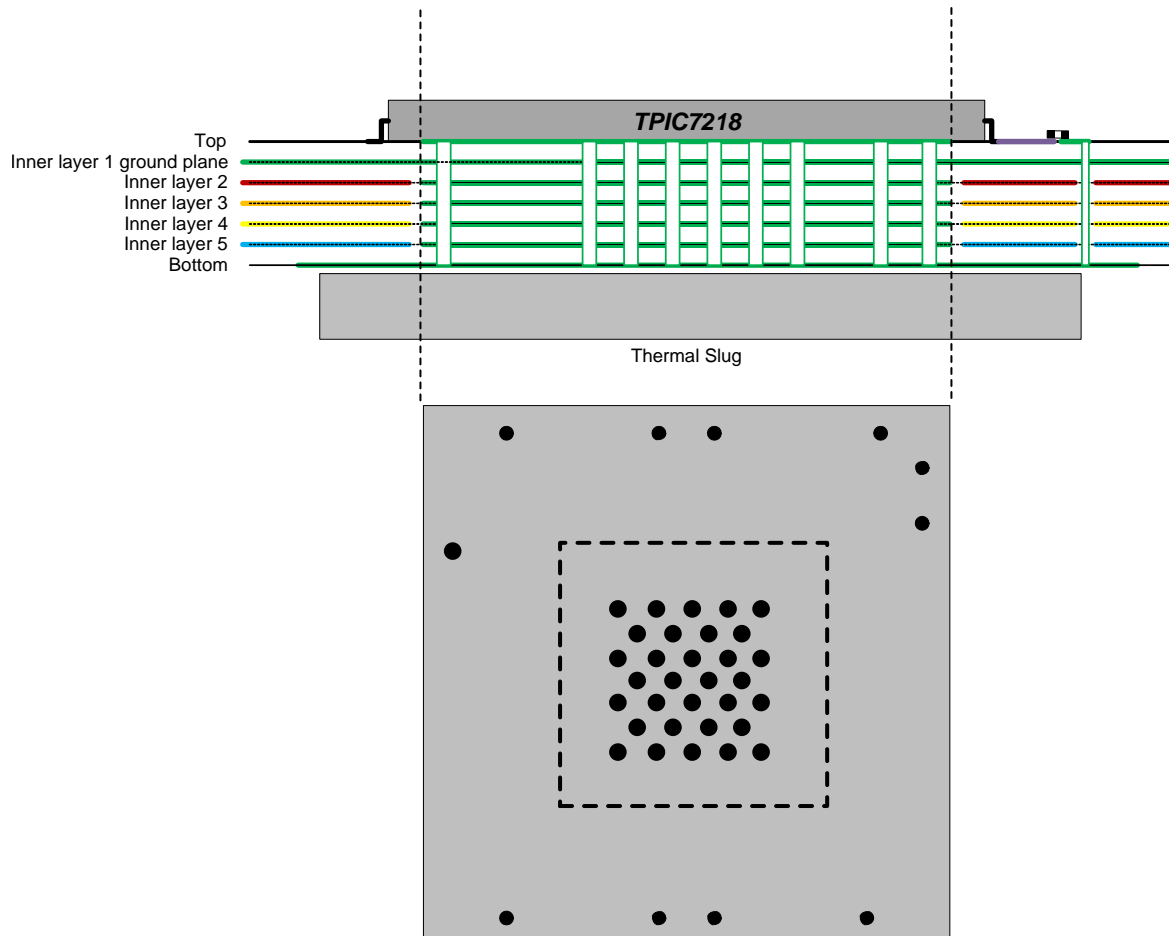 TPIC7218
Top
Inner layer 1 ground plane
Inner layer 2
Inner layer 3
Inner layer 4
Inner layer 5
Bottom
Thermal Slug